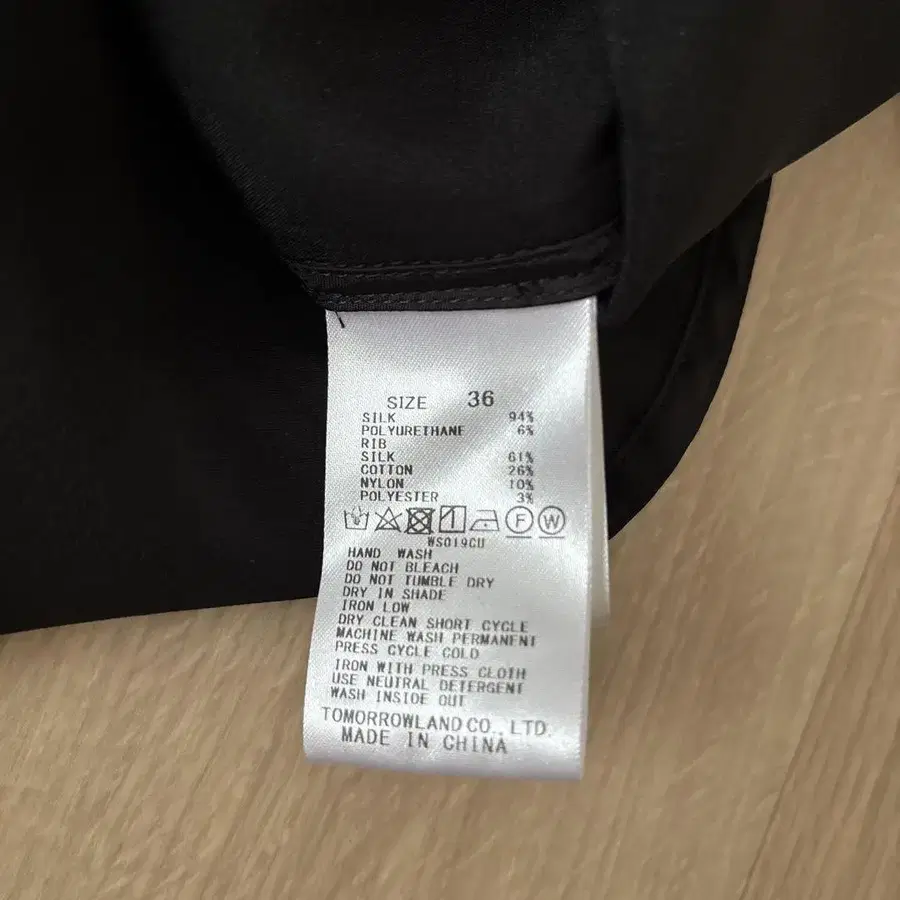 SIZE 36
SILK 94%
POLYURETHANE 6%
RIB
SILK 61%
COTTON 26%
NYLON 10%
POLYESTER 3%
F W
WS019CU
HAND WASH
DO NOT BLEACH
DO NOT TUMBLE DRY
DRY IN SHADE
IRON LOW
DRY CLEAN SHORT CYCLE
MACHINE WASH PERMANENT
PRESS CYCLE COLD
IRON WITH PRESS CLOTH
USE NEUTRAL DETERGENT
WASH INSIDE OUT
TOMORROWLAND CO., LTD.
MADE IN CHINA